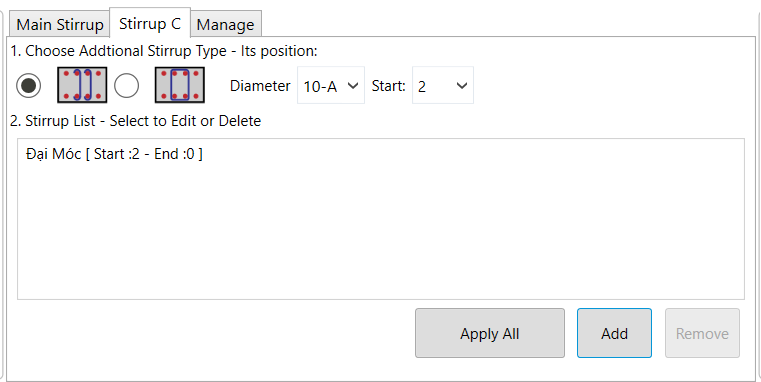 Main Stirrup Stirrup C Manage
1. Choose Addtional Stirrup Type - Its position:
Diameter 10-A Start: 2
2. Stirrup List - Select to Edit or Delete
Đại Móc [ Start :2 - End :0 ]
Apply All Add Remove